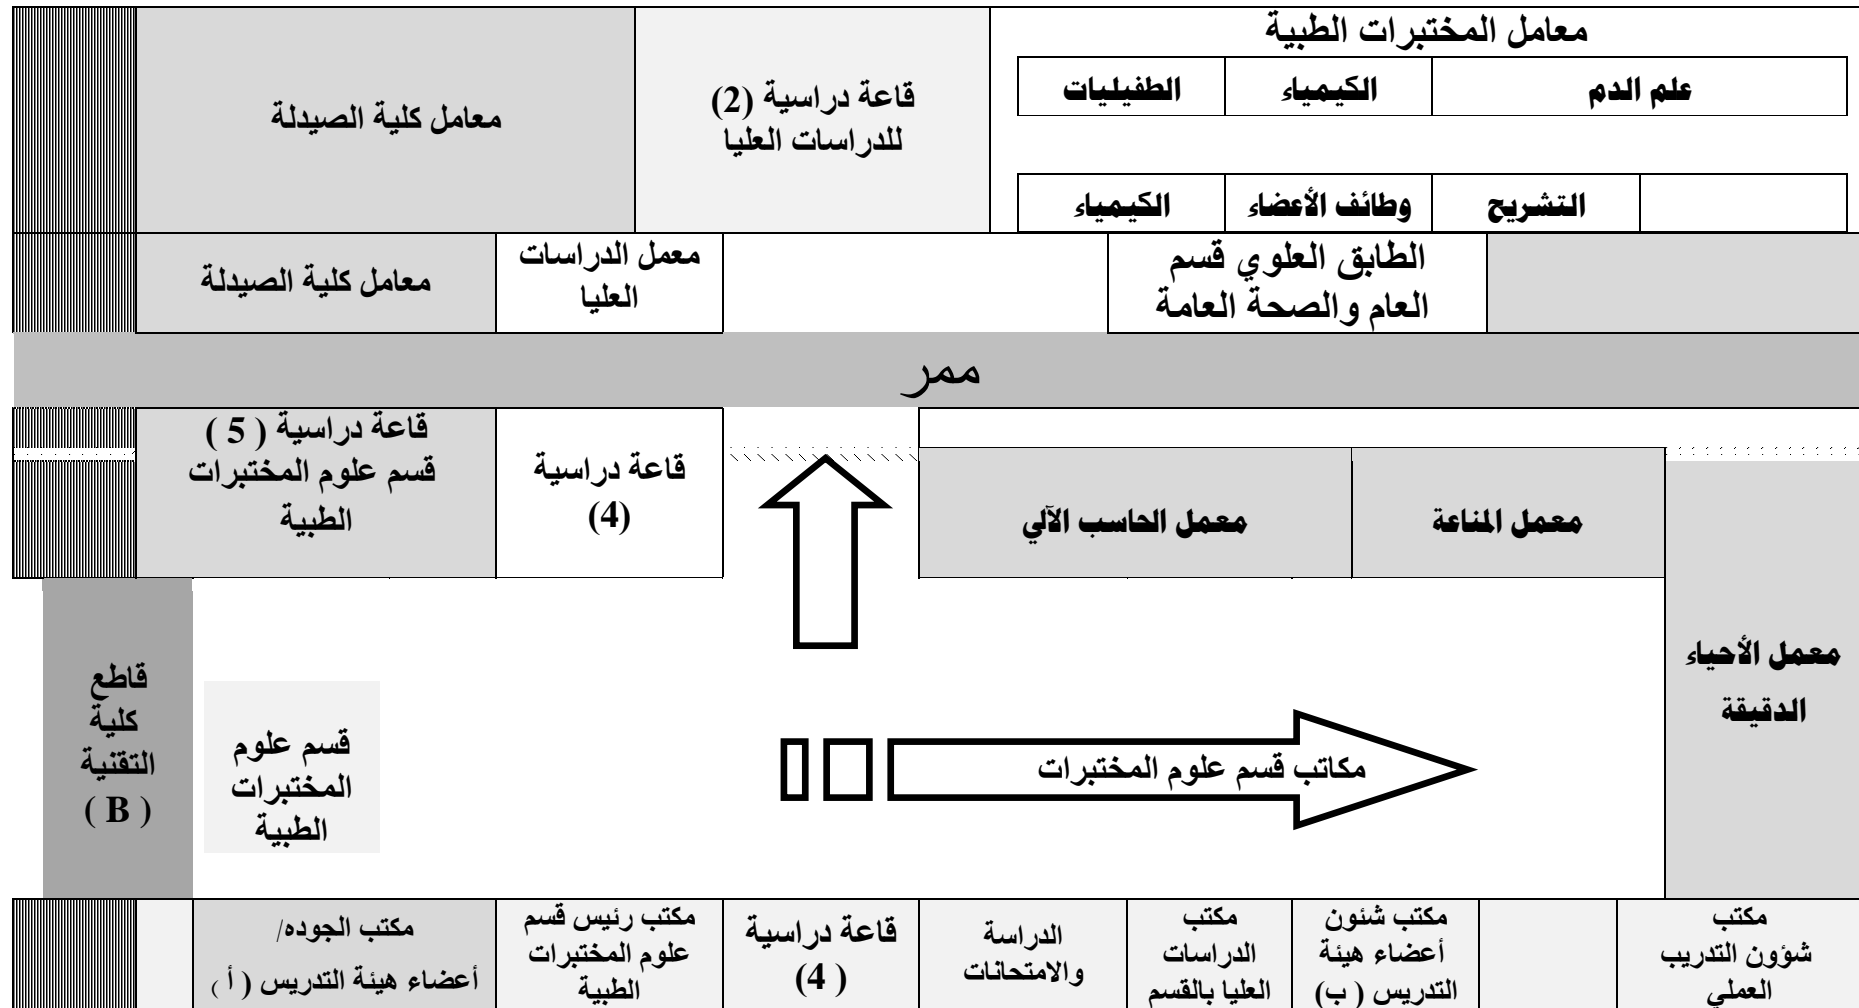 معامل المختبرات الطبية
علم الدم
الكيمياء
الطفيليات
قاعة دراسية (2)
للدراسات العليا
معامل كلية الصيدلة
التشريح
وظائف الأعضاء
الكيمياء
الطابق العلوي قسم
العام والصحة العامة
معمل الدراسات
العليا
معامل كلية الصيدلة
ممر
قاعة دراسية
(4)
قاعة دراسية ( 5 )
قسم علوم المختبرات
الطبية
معمل المناعة
معمل الحاسب الآلي
معمل الأحياء
الدقيقة
مكاتب قسم علوم المختبرات
قسم علوم
المختبرات
الطبية
قاطع
كلية
التقنية
( B )
مكتب
شؤون التدريب
العملي
مكتب شئون
أعضاء هيئة
التدريس ( ب)
مكتب
الدراسات
العليا بالقسم
الدراسة
والامتحانات
قاعة دراسية
( 4 )
مكتب رئيس قسم
علوم المختبرات
الطبية
مكتب الجوده/
أعضاء هيئة التدريس ( أ )